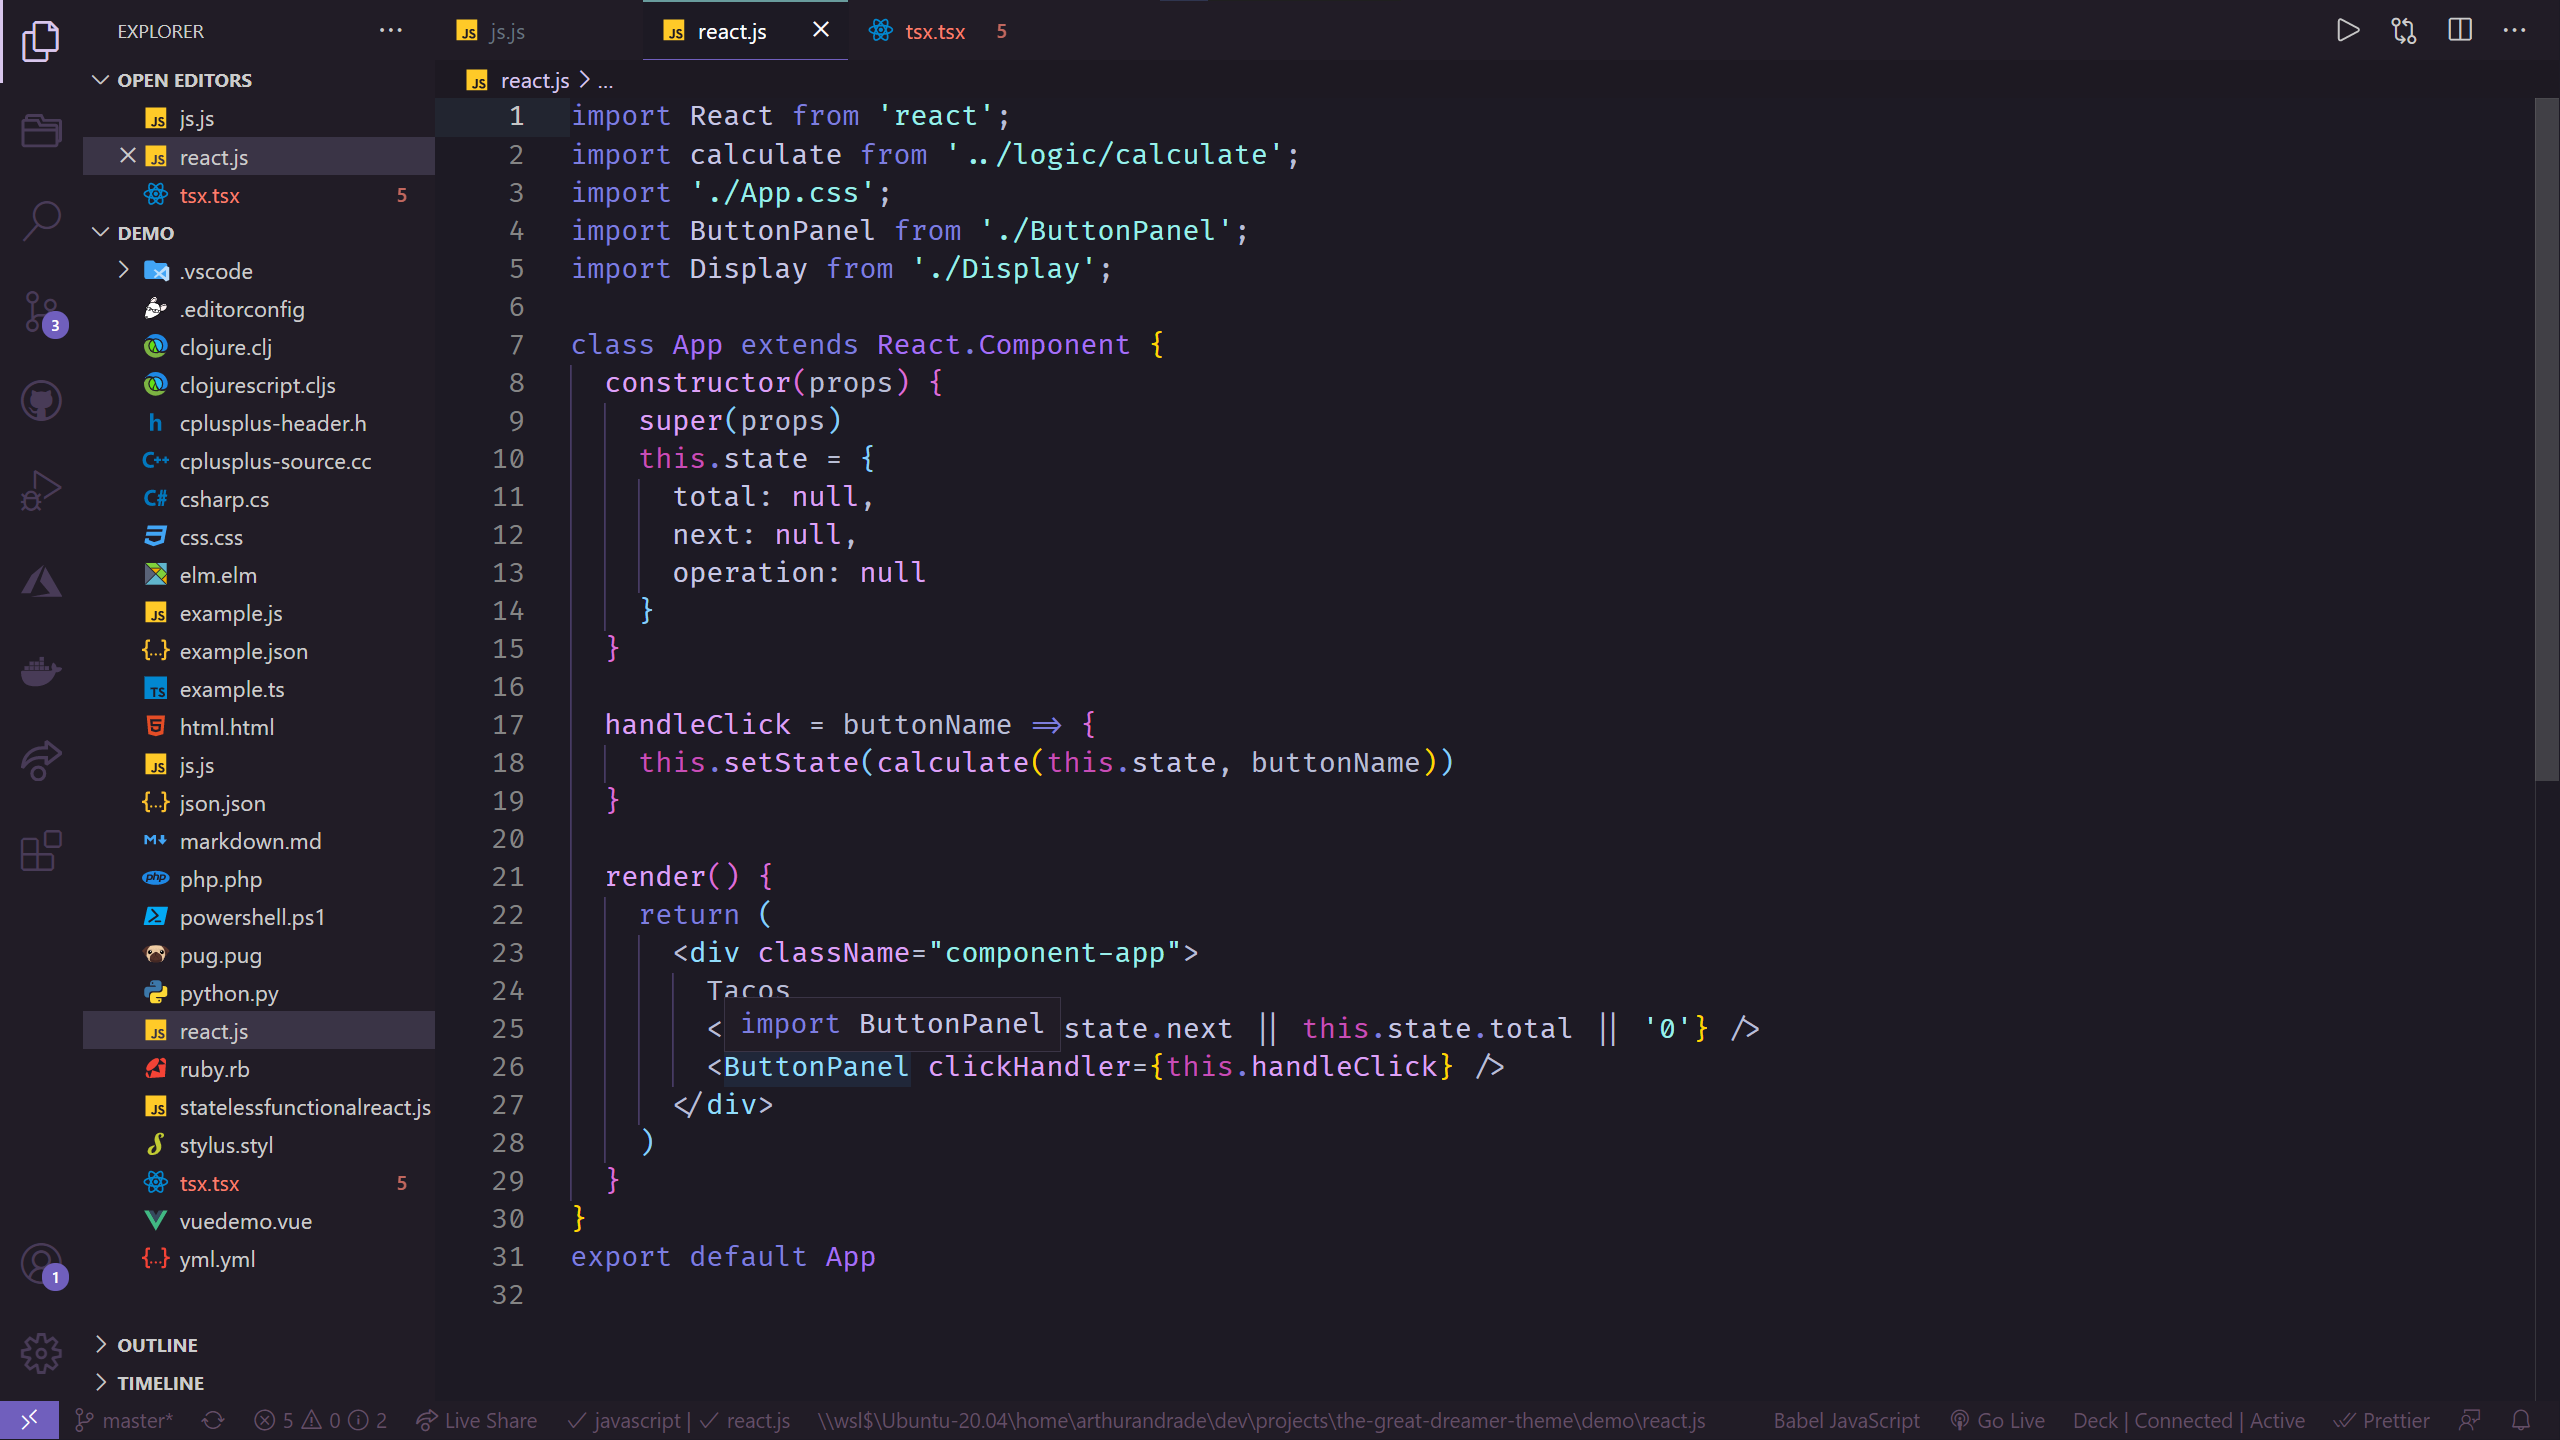 EXPLORER
OPEN EDITORS
js.js
react.js
tsx.tsx 5
DEMO
.vscode
.editorconfig
clojure.clj
clojurescript.cljs
cplusplus-header.h
cplusplus-source.cc
csharp.cs
css.css
elm.elm
example.js
example.json
example.ts
html.html
js.js
json.json
markdown.md
php.php
powershell.ps1
pug.pug
python.py
react.js
ruby.rb
statelessfunctionalreact.js
stylus.styl
tsx.tsx 5
vuedemo.vue
yml.yml
OUTLINE
TIMELINE
3
1
js.js react.js tsx.tsx 5
react.js > ...
1 import React from 'react';
2 import calculate from '../logic/calculate';
3 import './App.css';
4 import ButtonPanel from './ButtonPanel';
5 import Display from './Display';
6
7 class App extends React.Component {
8 constructor(props) {
9 super(props)
10 this.state = {
11 total: null,
12 next: null,
13 operation: null
14 }
15 }
16
17 handleClick = buttonName => {
18 this.setState(calculate(this.state, buttonName))
19 }
20
21 render() {
22 return (
23 <div className="component-app">
24 Tacos
25 < state.next || this.state.total || '0'} />
import ButtonPanel
26 <ButtonPanel clickHandler={this.handleClick} />
27 </div>
28 )
29 }
30 }
31 export default App
32
master* 5 0 2 Live Share javascript | react.js \\wsl$\Ubuntu-20.04\home\arthurandrade\dev\projects\the-great-dreamer-theme\demo\react.js Babel JavaScript Go Live Deck | Connected | Active Prettier